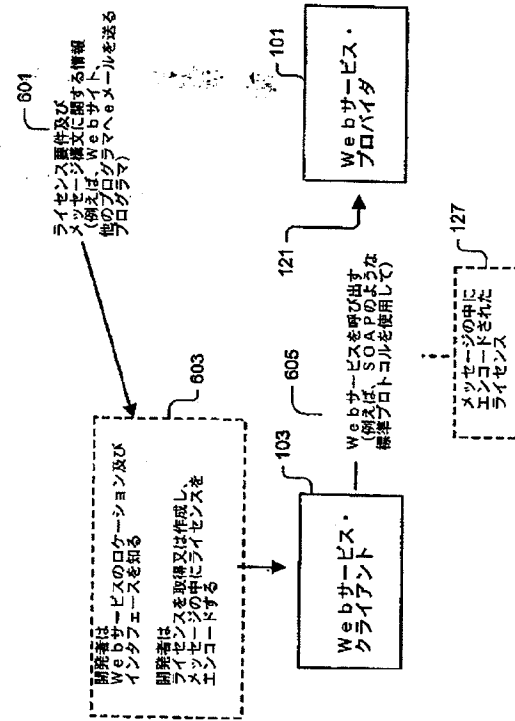 601
ライセンス要件及び
メッセージ構文に関する情報
(例えば、Webサイト、
他のプログラマへeメールを送る
プログラマ)
603
開発者は
Webサービスのロケーション及び
インタフェースを知る
開発者は
ライセンスを取得又は作成し、
メッセージの中にライセンスを
エンコードする
103
Webサービス・
クライアント
605
Webサービスを呼び出す
(例えば、SOAPのような
標準プロトコルを使用して)
121
101
Webサービス・
プロバイダ
127
メッセージの中に
エンコードされた
ライセンス